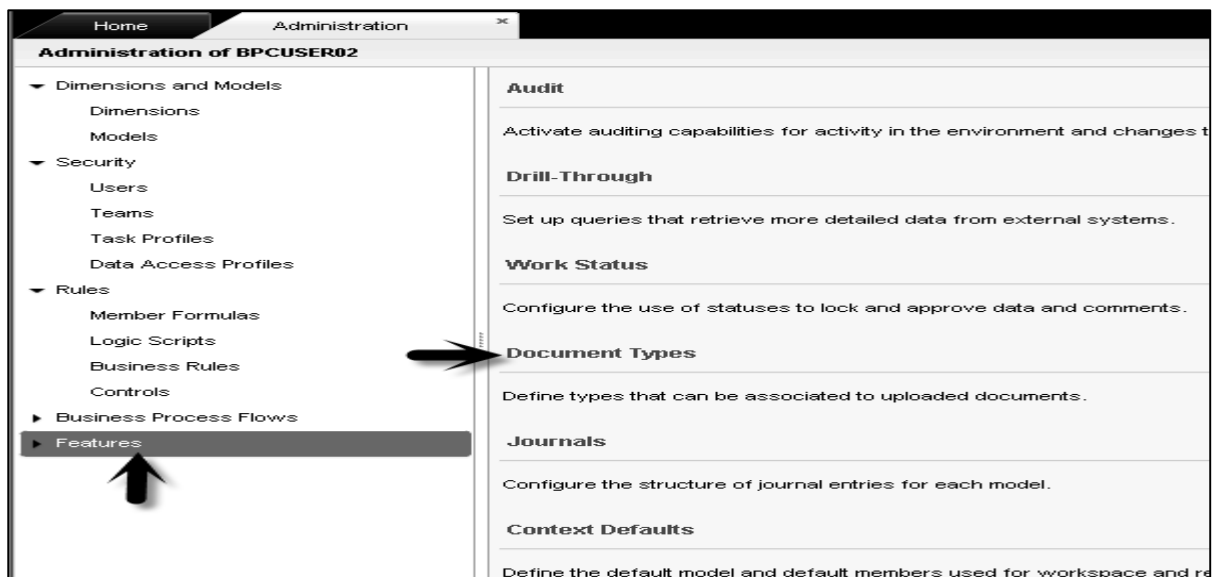 Home
Administration
Administration of BPCUSER02
Dimensions and Models
Dimensions
Models
Security
Users
Teams
Task Profiles
Data Access Profiles
Rules
Member Formulas
Logic Scripts
Business Rules
Controls
Business Process Flows
Features
Audit
Activate auditing capabilities for activity in the environment and changes t
Drill-Through
Set up queries that retrieve more detailed data from external systems.
Work Status
Configure the use of statuses to lock and approve data and comments.
Document Types
Define types that can be associated to uploaded documents.
Journals
Configure the structure of journal entries for each model.
Context Defaults
Define the default model and default members used for workspace and re